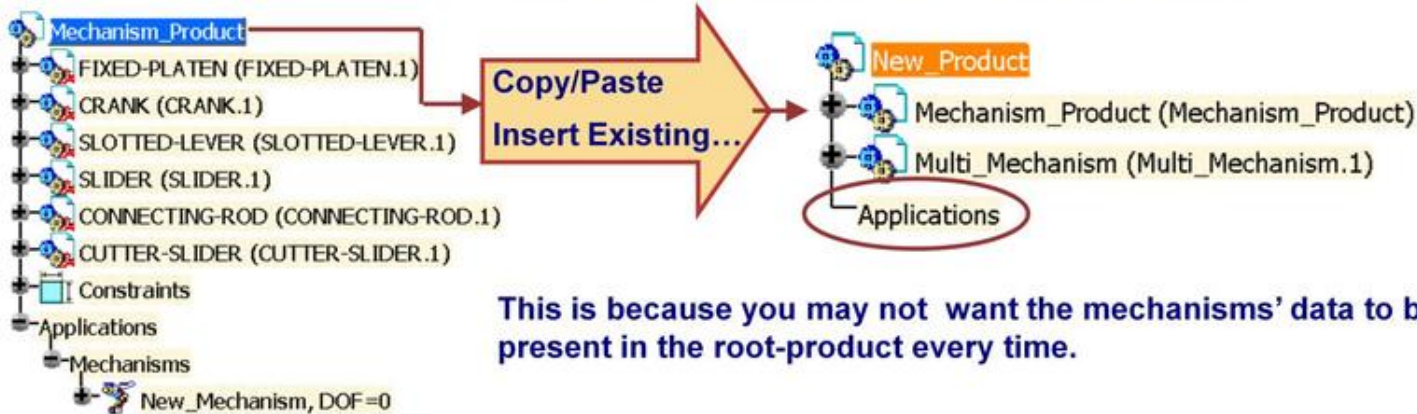 Mechanism_Product
FIXED-PLATEN (FIXED-PLATEN.1)
CRANK (CRANK.1)
SLOTTED-LEVER (SLOTTED-LEVER.1)
SLIDER (SLIDER.1)
CONNECTING-ROD (CONNECTING-ROD.1)
CUTTER-SLIDER (CUTTER-SLIDER.1)
Constraints
Applications
Mechanisms
New_Mechanism, DOF=0
Copy/Paste
Insert Existing...
New_Product
Mechanism_Product (Mechanism_Product)
Multi_Mechanism (Multi_Mechanism.1)
Applications
This is because you may not want the mechanisms’ data to b
present in the root-product every time.